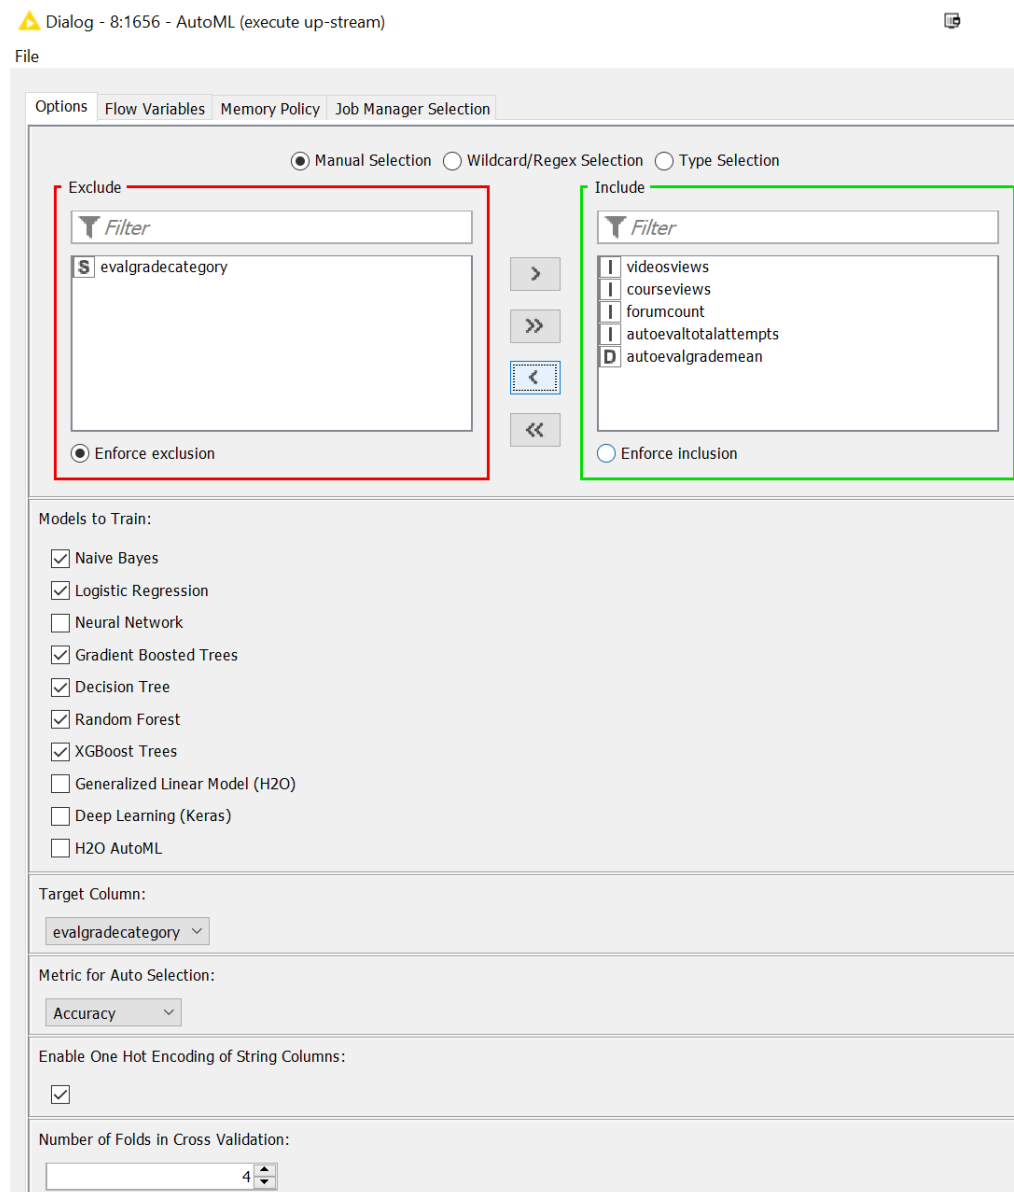 Dialog - 8:1656 - AutoML (execute up-stream)
File
Options Flow Variables Memory Policy Job Manager Selection
Manual Selection Wildcard/Regex Selection Type Selection
Exclude Include
Filter Filter
S evalgradecategory
I videosviews
I courseviews
I forumcount
I autoevaltotalattempts
D autoevalgrademean
> 
>>
<
<<
Enforce exclusion Enforce inclusion
Models to Train:
Naive Bayes
Logistic Regression
Neural Network
Gradient Boosted Trees
Decision Tree
Random Forest
XGBoost Trees
Generalized Linear Model (H2O)
Deep Learning (Keras)
H2O AutoML
Target Column:
evalgradecategory
Metric for Auto Selection:
Accuracy
Enable One Hot Encoding of String Columns:
Number of Folds in Cross Validation:
4